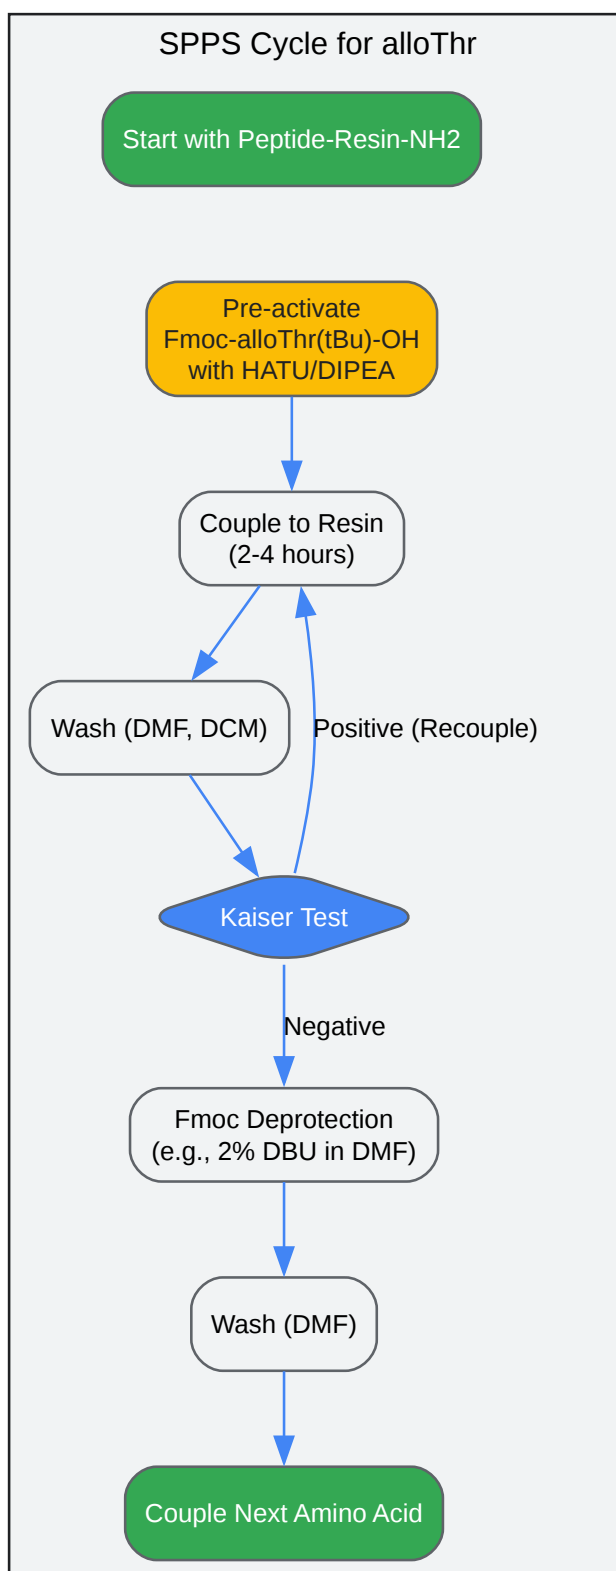 SPPS Cycle for alloThr
Start with Peptide-Resin-NH2
Pre-activate
Fmoc-alloThr(tBu)-OH
with HATU/DIPEA
Couple to Resin
(2-4 hours)
Wash (DMF, DCM)
Positive (Recouple)
Kaiser Test
Negative
Fmoc Deprotection
(e.g., 2% DBU in DMF)
Wash (DMF)
Couple Next Amino Acid